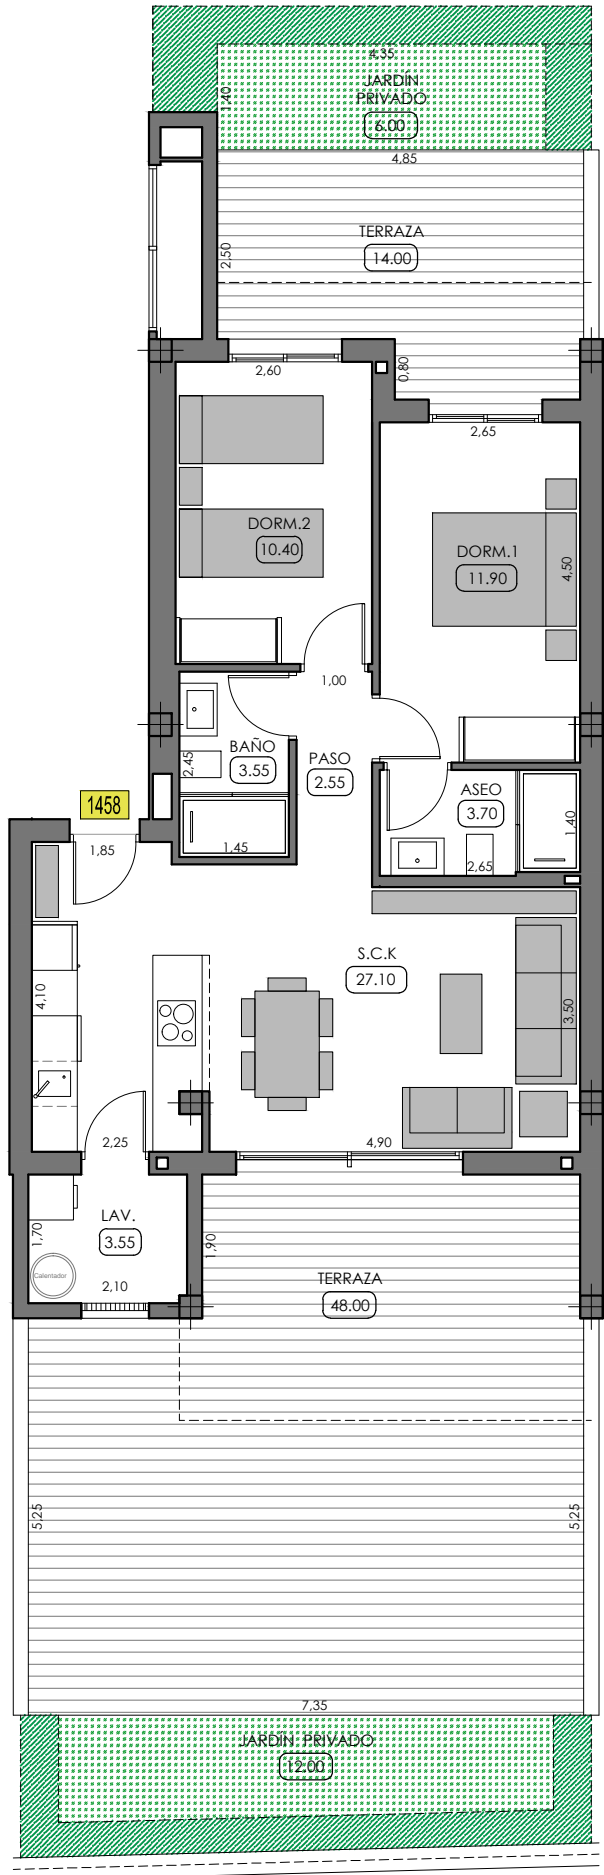 4,35
JARDÍN
PRIVADO
6.00
1,40
4,85
TERRAZA
14.00
2,50
2,60
0,80
2,65
DORM.2
10.40
DORM.1
11.90
4,50
1,00
BAÑO
3.55
2,45
PASO
2.55
ASEO
3.70
1458
1,85
1,45
2,65
1,40
S.C.K
27.10
4,10
3,50
2,25
4,90
LAV.
3.55
1,70
1,90
Calentador
2,10
TERRAZA
48.00
5,25
5,25
7,35
JARDÍN PRIVADO
12.00